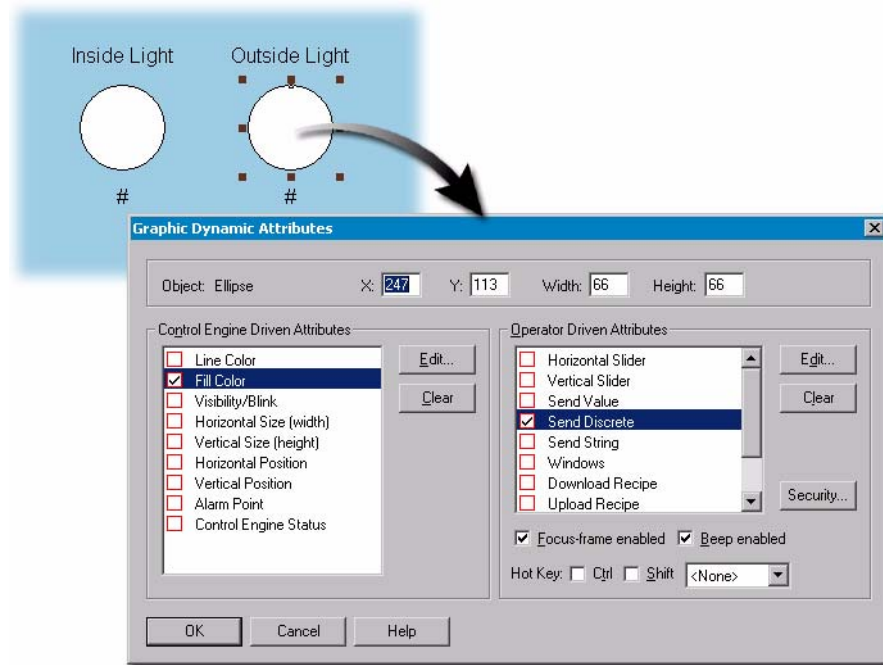 Inside Light Outside Light
# #
Graphic Dynamic Attributes
Object: Ellipse X: 247 Y: 113 Width: 66 Height: 66
Control Engine Driven Attributes
Line Color
Fill Color
Visibility/Blink
Horizontal Size (width)
Vertical Size (height)
Horizontal Position
Vertical Position
Alarm Point
Control Engine Status
Edit...
Clear
Operator Driven Attributes
Horizontal Slider
Vertical Slider
Send Value
Send Discrete
Send String
Windows
Download Recipe
Upload Recipe
Edit...
Clear
Security...
Focus-frame enabled Beep enabled
Hot Key: Ctrl Shift <None>
OK Cancel Help